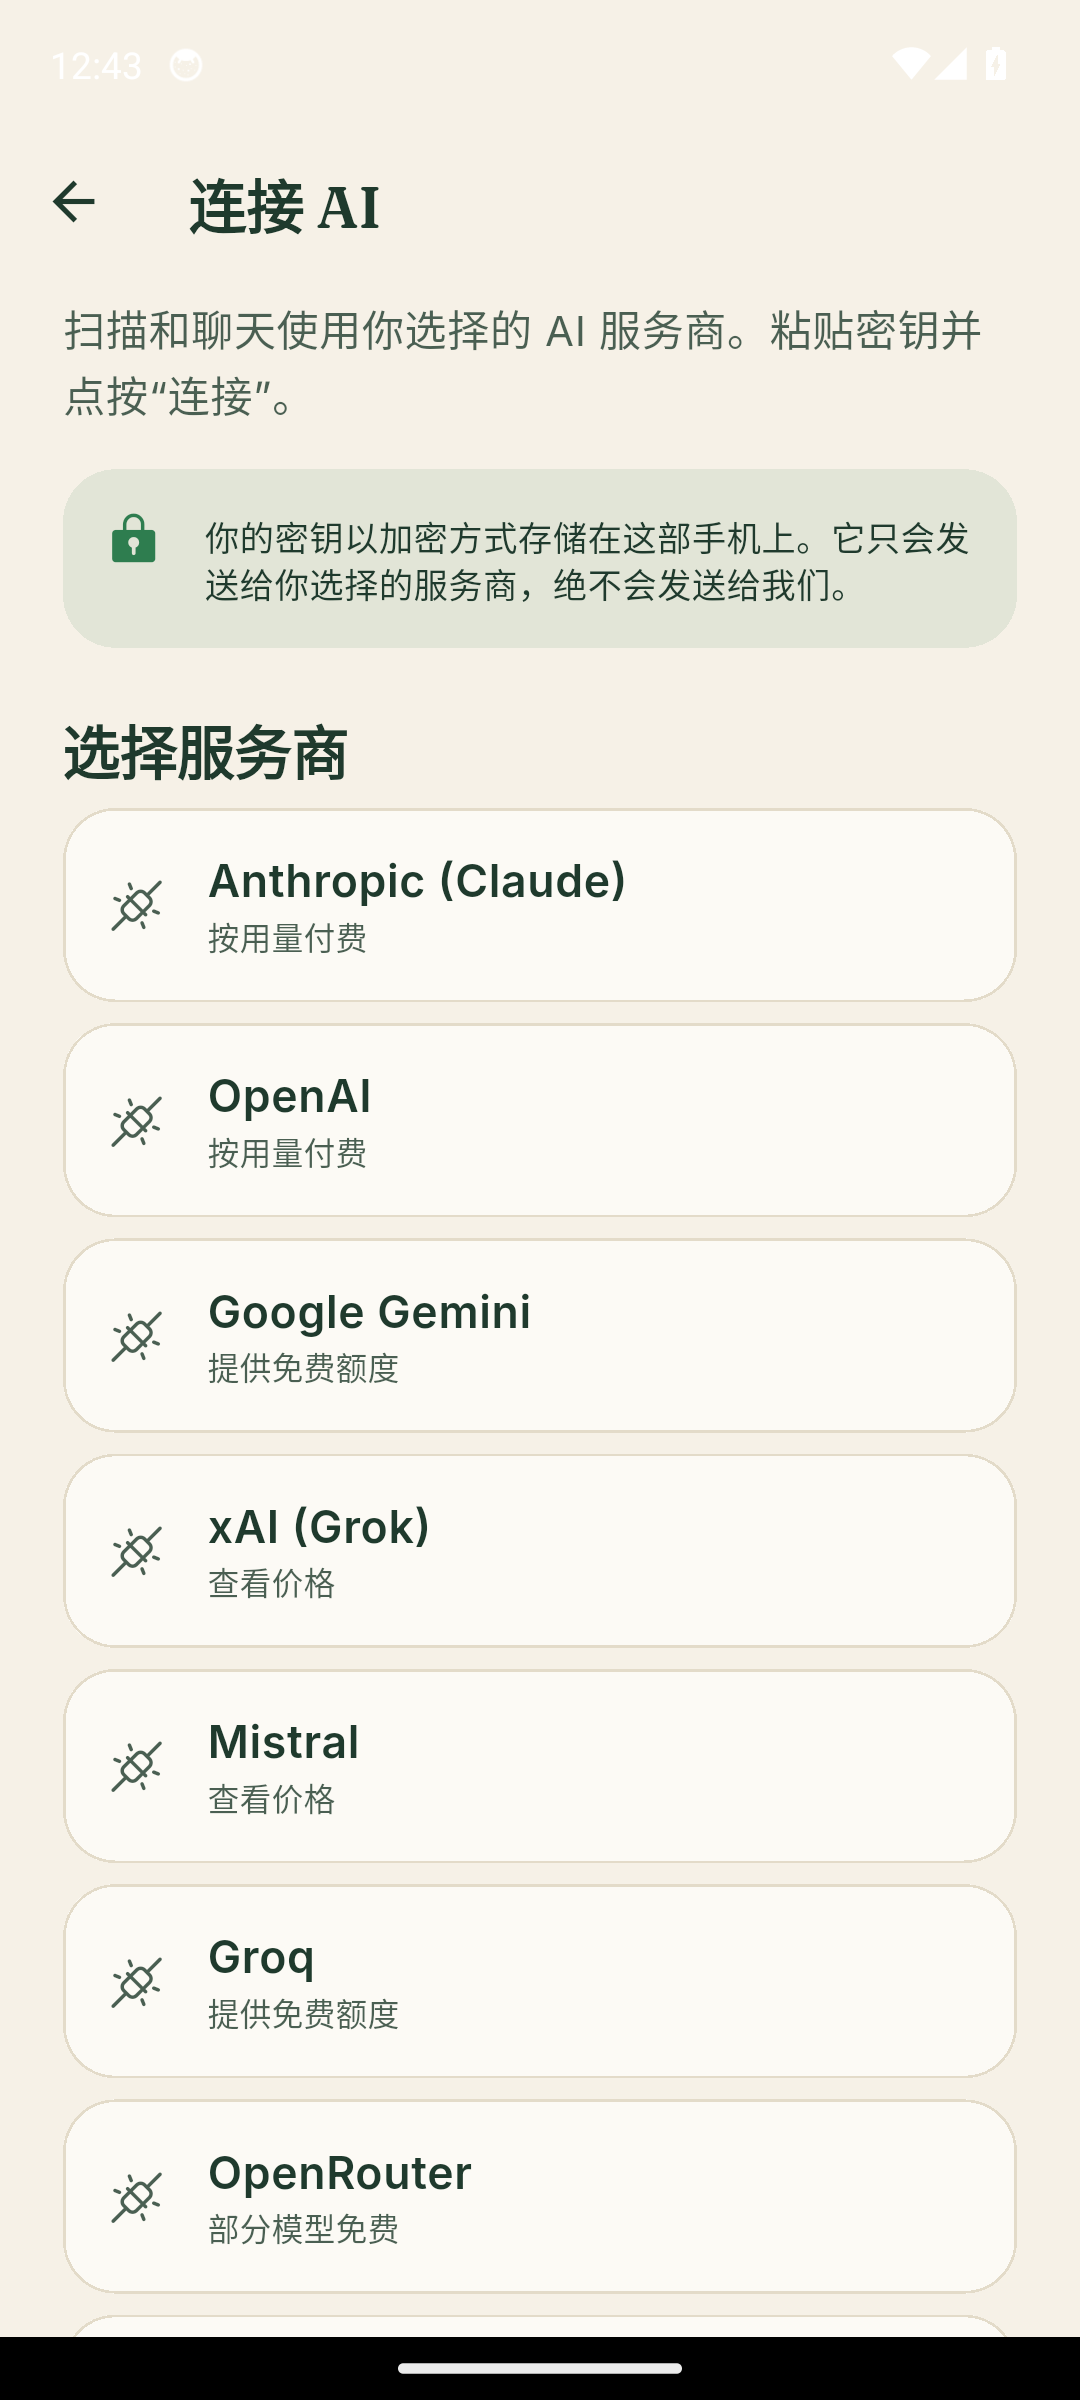 12:43
连接 AI
扫描和聊天使用你选择的 AI 服务商。粘贴密钥并
点按“连接”。
你的密钥以加密方式存储在这部手机上。它只会发
送给你选择的服务商，绝不会发送给我们。
选择服务商
Anthropic (Claude)
按用量付费
OpenAI
按用量付费
Google Gemini
提供免费额度
xAI (Grok)
查看价格
Mistral
查看价格
Groq
提供免费额度
OpenRouter
部分模型免费